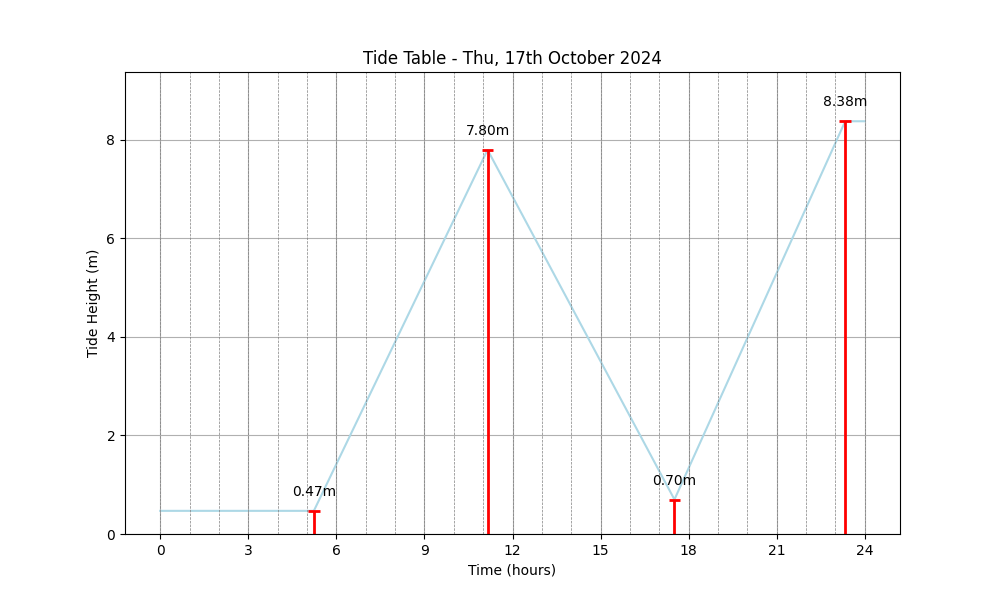 Tide Table - Thu, 17th October 2024
8.38m
7.80m
0.70m
0.47m
8
6
4
2
0
Tide Height (m)
0 3 6 9 12 15 18 21 24
Time (hours)